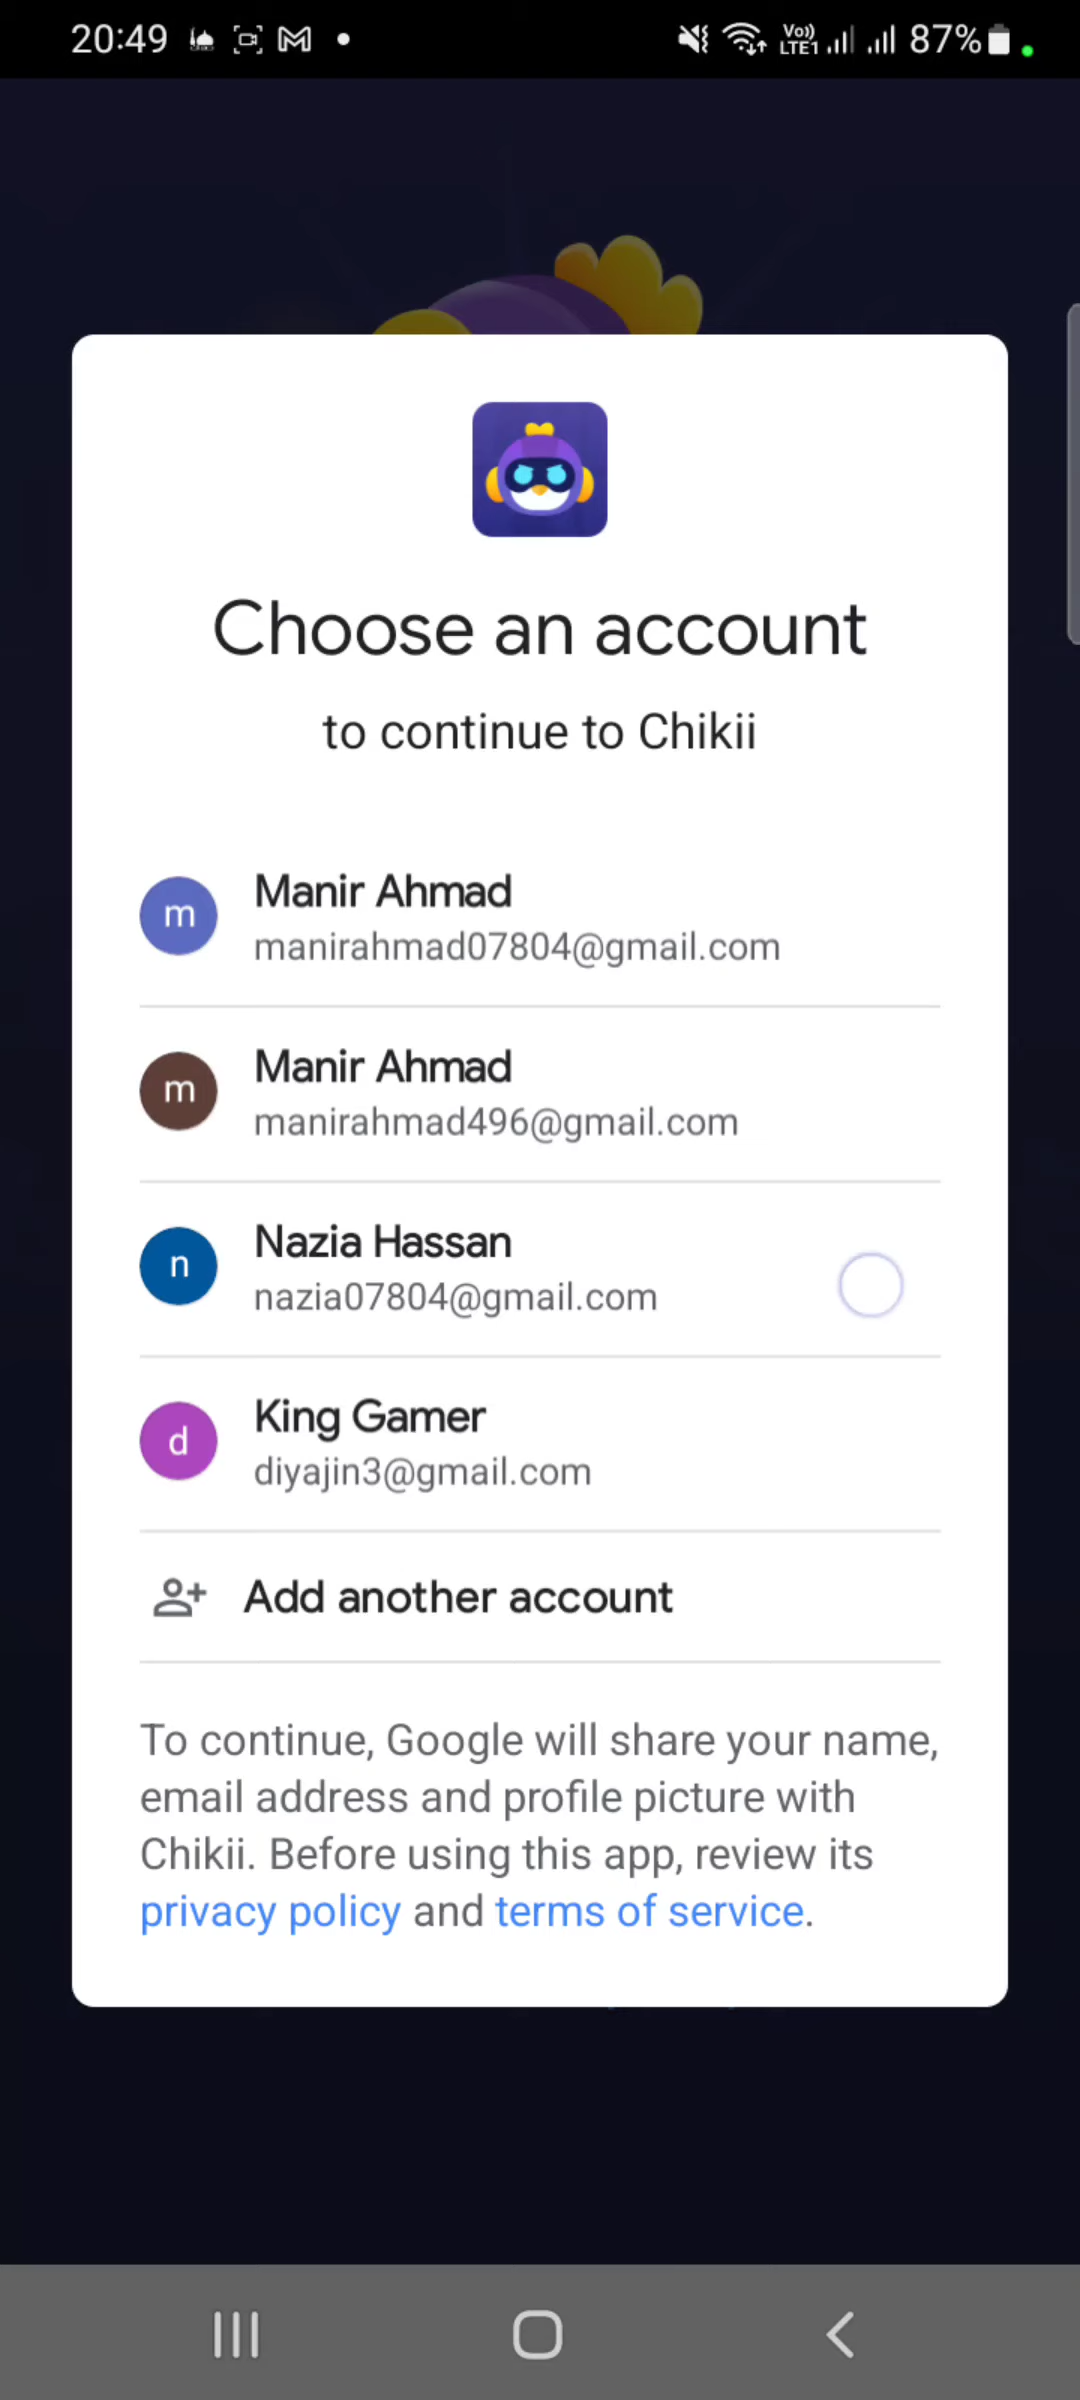 20:49
Vo))
LTE1
87%
Choose an account
to continue to Chikii
m
Manir Ahmad
manirahmad07804@gmail.com
m
Manir Ahmad
manirahmad496@gmail.com
n
Nazia Hassan
nazia07804@gmail.com
d
King Gamer
diyajin3@gmail.com
Add another account
To continue, Google will share your name,
email address and profile picture with
Chikii. Before using this app, review its
privacy policy and terms of service.